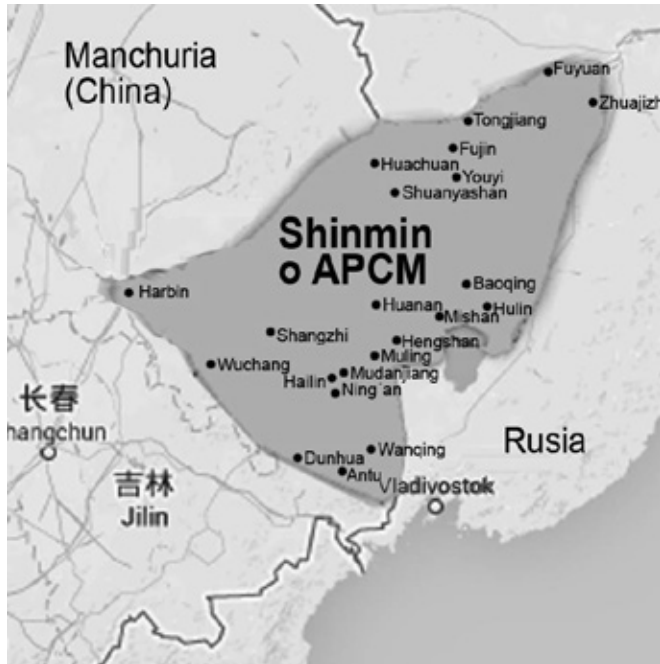 Manchuria
(China)
Fuyuan
Zhuajizh
Tongjiang
Fujin
Huachuan
Youyi
Shuanyashan
Shinmin
o APCM
Harbin
Baoqing
Huanan
Hulin
Mishan
Shangzhi
Hengshan
Muling
Wuchang
Mudanjiang
Hailin
Ning´an
长春
hangchun
Rusia
Wanqing
Dunhua
Antu
Vladivostok
吉林
Jilin